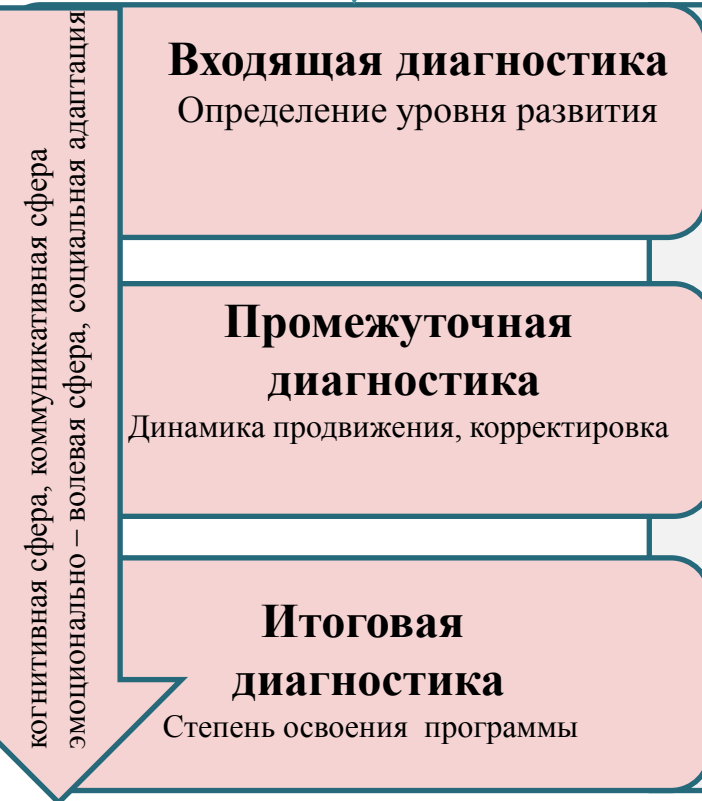 когнитивная сфера, коммуникативная сфера
эмоционально – волевая сфера, социальная адаптация
Входящая диагностика
Определение уровня развития
Промежуточная
диагностика
Динамика продвижения, корректировка
Итоговая
диагностика
Степень освоения программы